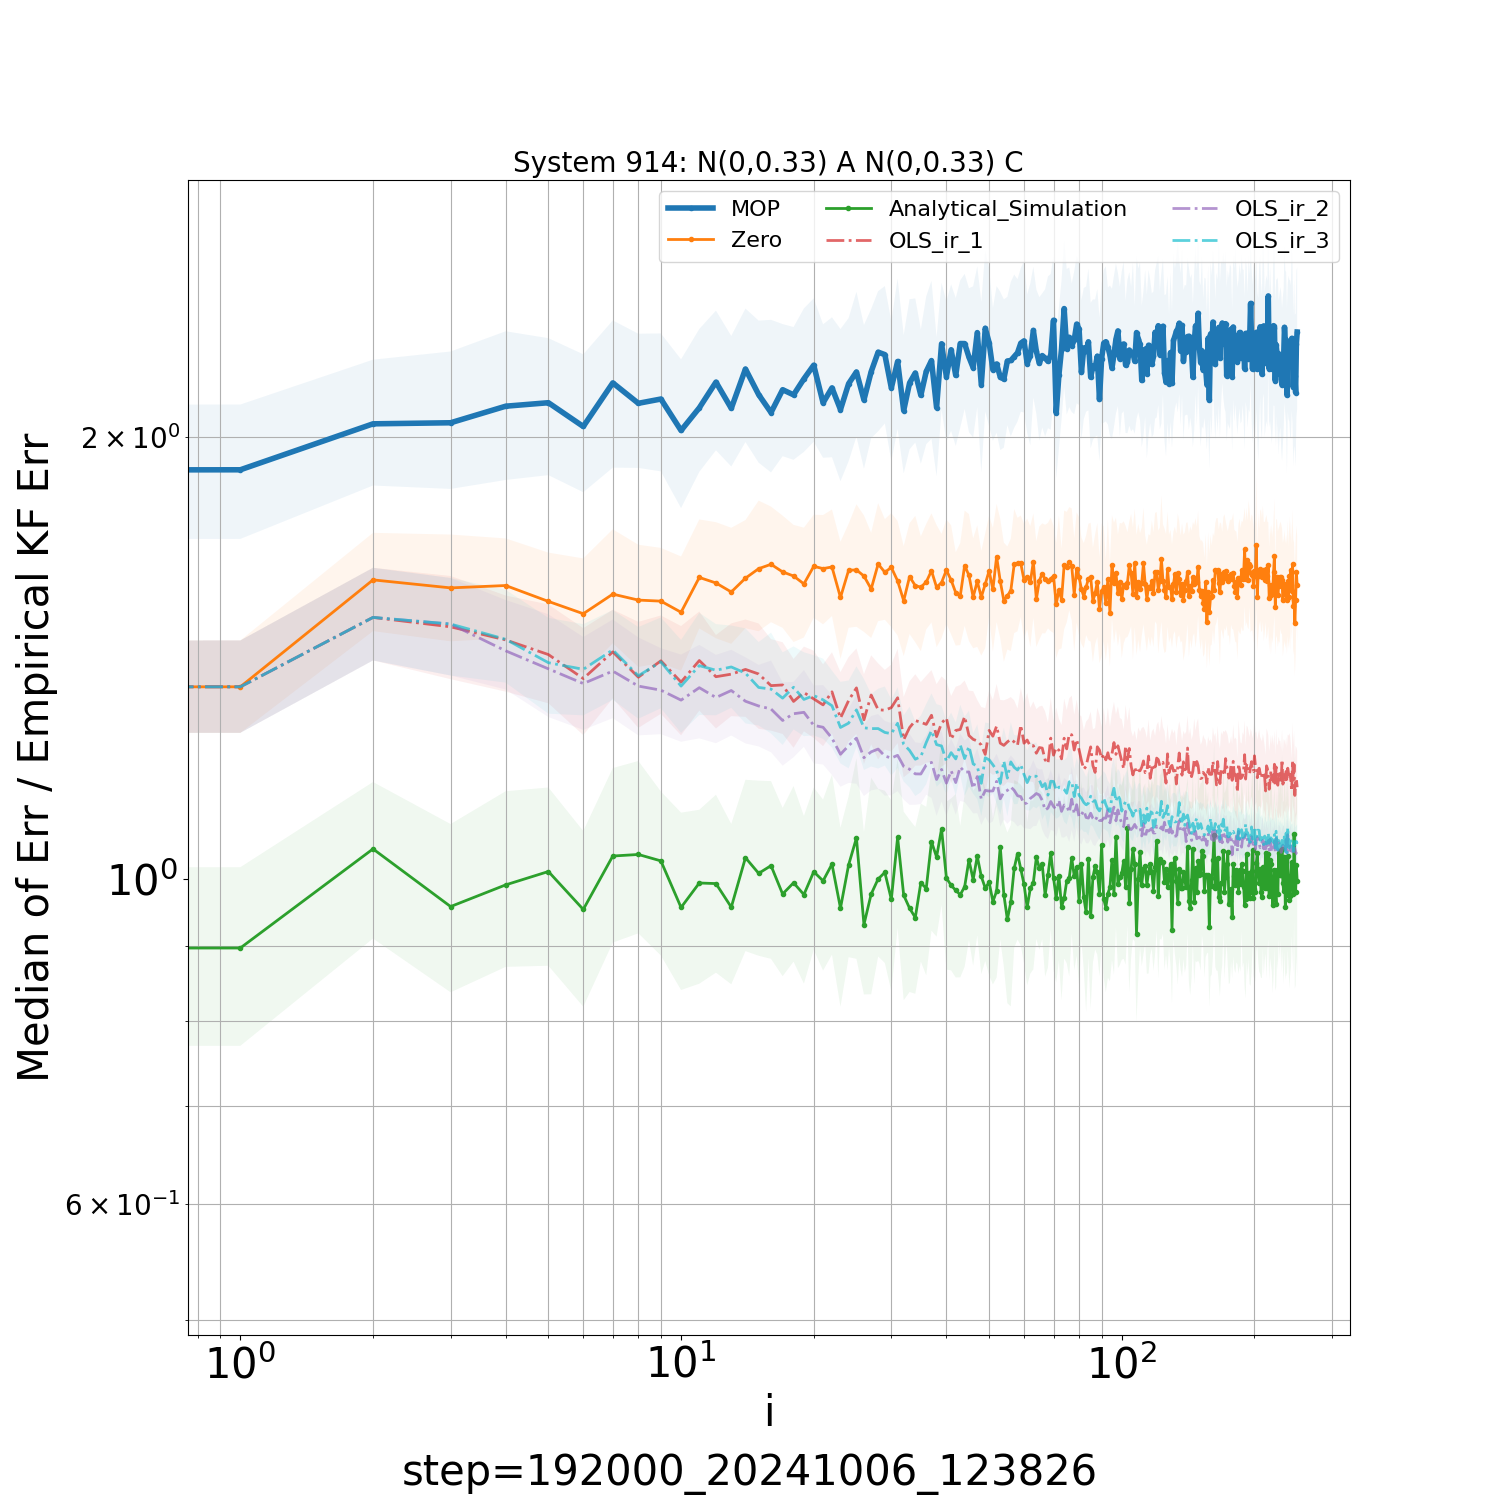 System 914: N(0,0.33) A N(0,0.33) C
MOP
Zero
Analytical_Simulation
OLS_ir_1
OLS_ir_2
OLS_ir_3
Median of Err / Empirical KF Err
2 × 10⁰
10⁰
6 × 10⁻¹
10⁰
10¹
10²
i
step=192000_20241006_123826